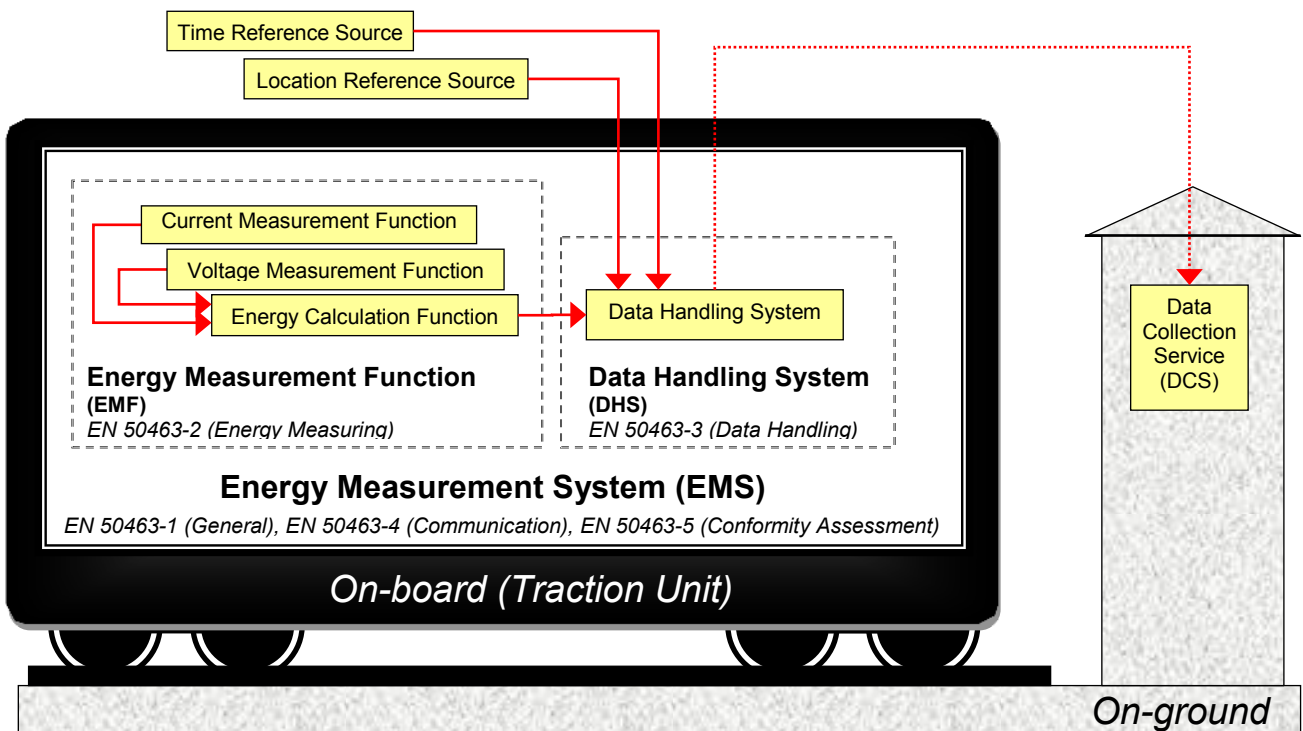 Time Reference Source
Location Reference Source
Current Measurement Function
Voltage Measurement Function
Energy Calculation Function
Data Handling System
Data
Collection
Service
(DCS)
Energy Measurement Function
(EMF)
EN 50463-2 (Energy Measuring)
Data Handling System
(DHS)
EN 50463-3 (Data Handling)
Energy Measurement System (EMS)
EN 50463-1 (General), EN 50463-4 (Communication), EN 50463-5 (Conformity Assessment)
On-board (Traction Unit)
On-ground